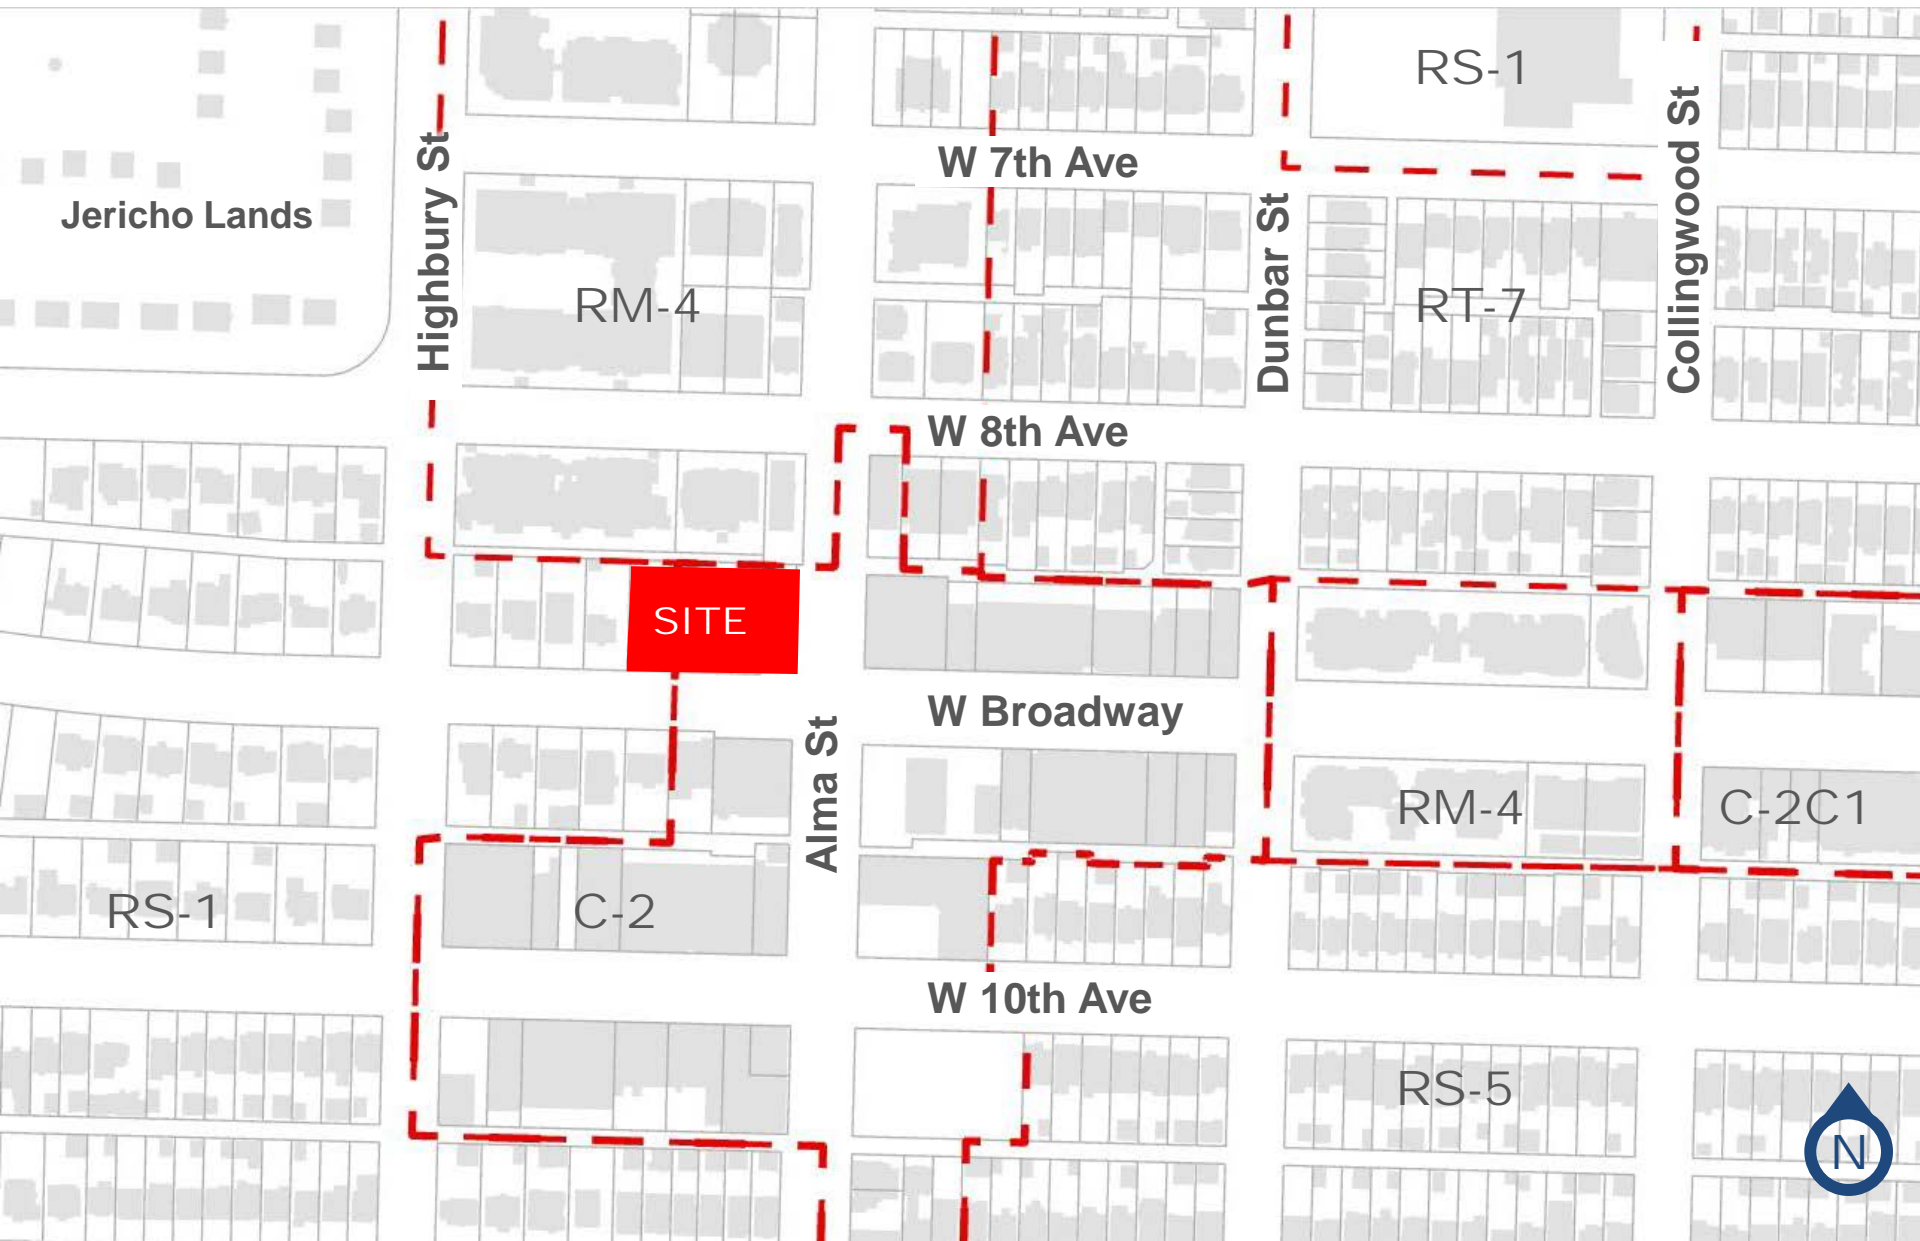 RS-1
Collingwood St
Highbury St
W 7th Ave
Jericho Lands
Dunbar St
RM-4
RT-7
W 8th Ave
SITE
W Broadway
Alma St
RM-4
C-2C1
RS-1
C-2
W 10th Ave
RS-5
N